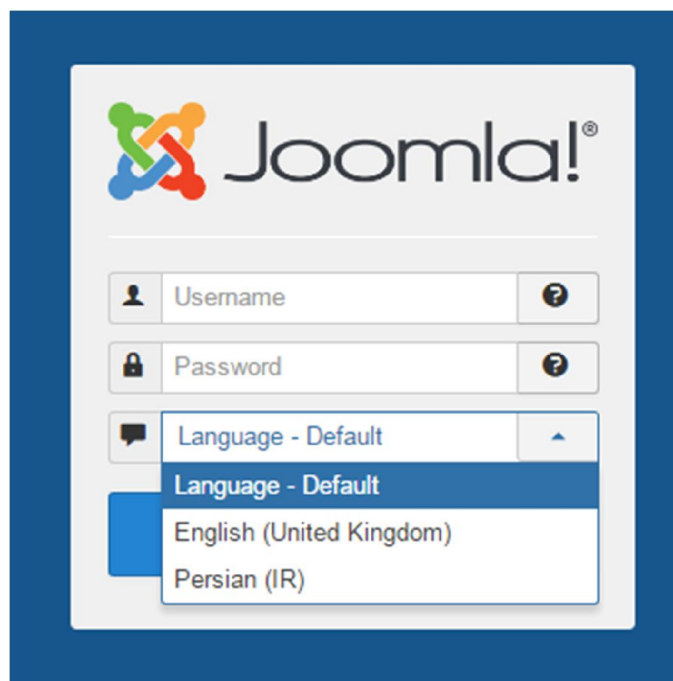 Joomla!®
Username
Password
Language - Default
Language - Default
English (United Kingdom)
Persian (IR)